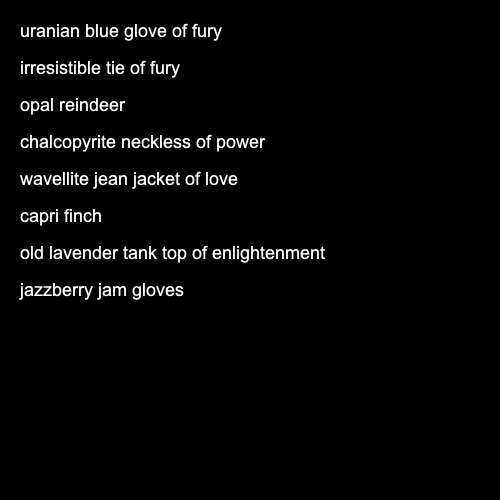 uranian blue glove of fury
irresistible tie of fury
opal reindeer
chalcopyrite neckless of power
wavellite jean jacket of love
capri finch
old lavender tank top of enlightenment
jazzberry jam gloves